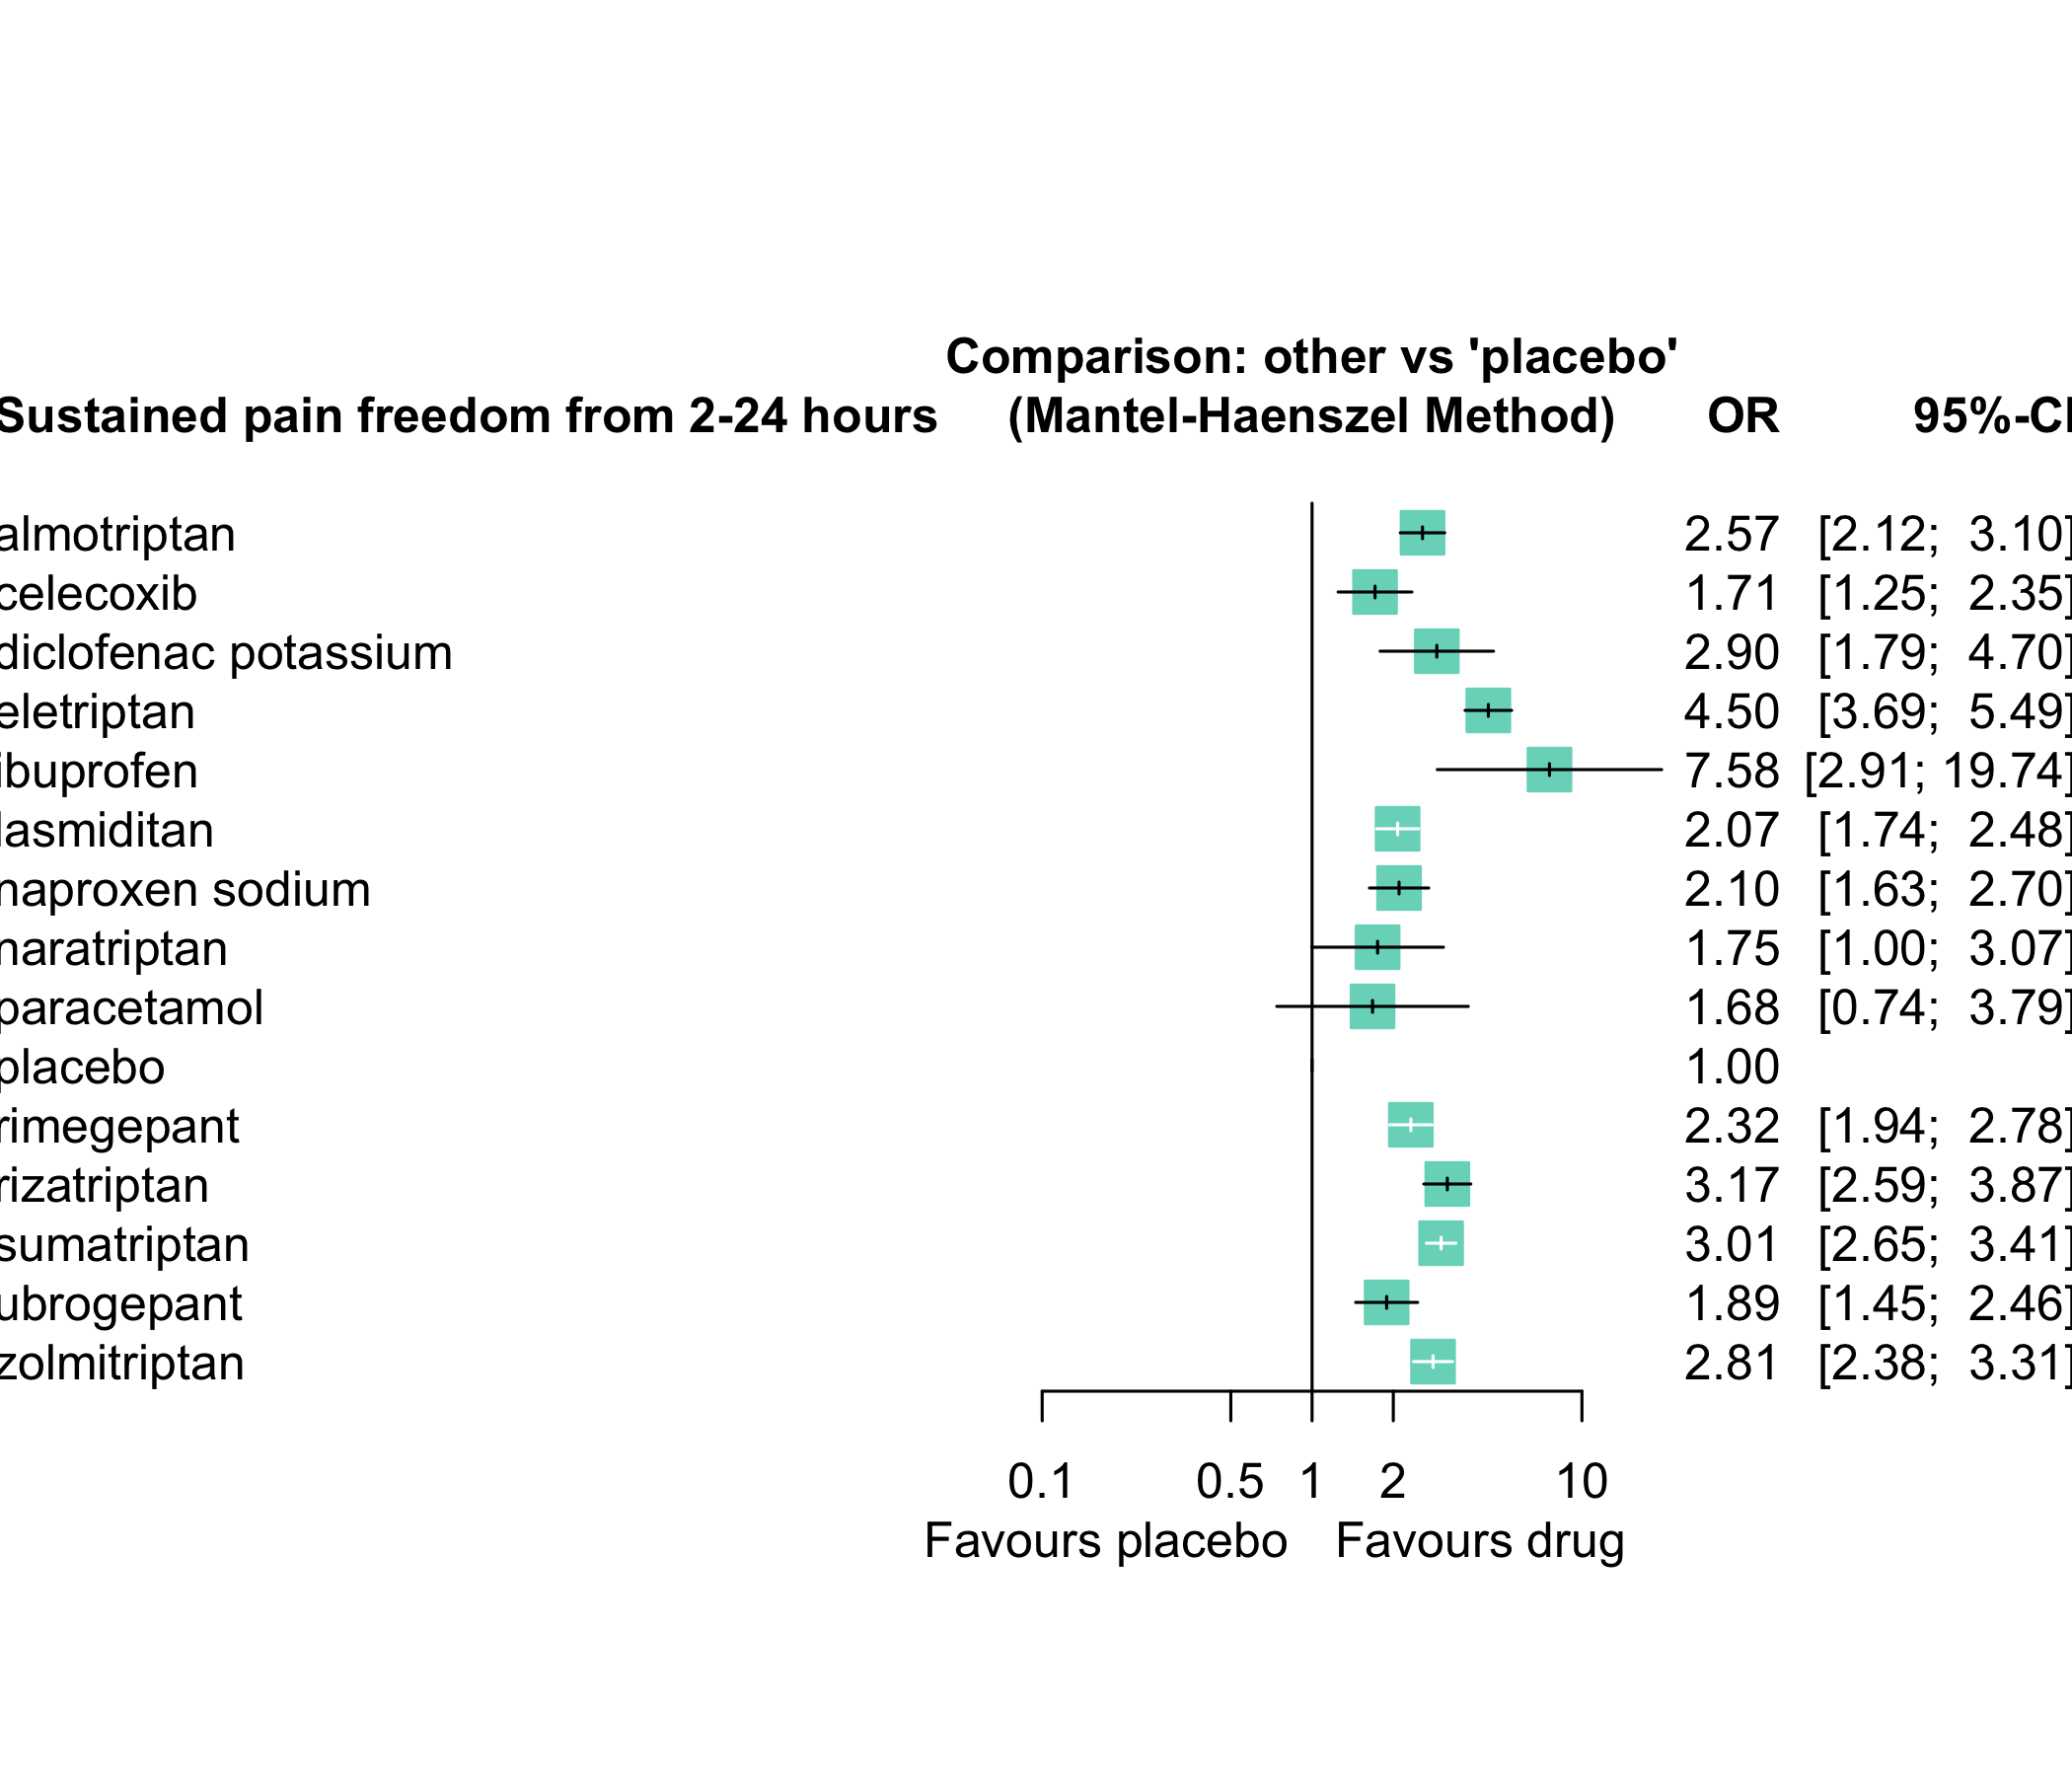 Comparison: other vs 'placebo'
Sustained pain freedom from 2-24 hours (Mantel-Haenszel Method) OR 95%-CI
almotriptan 2.57 [2.12; 3.10]
celecoxib 1.71 [1.25; 2.35]
diclofenac potassium 2.90 [1.79; 4.70]
eletriptan 4.50 [3.69; 5.49]
ibuprofen 7.58 [2.91; 19.74]
lasmiditan 2.07 [1.74; 2.48]
naproxen sodium 2.10 [1.63; 2.70]
naratriptan 1.75 [1.00; 3.07]
paracetamol 1.68 [0.74; 3.79]
placebo 1.00
rimegepant 2.32 [1.94; 2.78]
rizatriptan 3.17 [2.59; 3.87]
sumatriptan 3.01 [2.65; 3.41]
ubrogepant 1.89 [1.45; 2.46]
zolmitriptan 2.81 [2.38; 3.31]
0.1 0.5 1 2 10
Favours placebo Favours drug